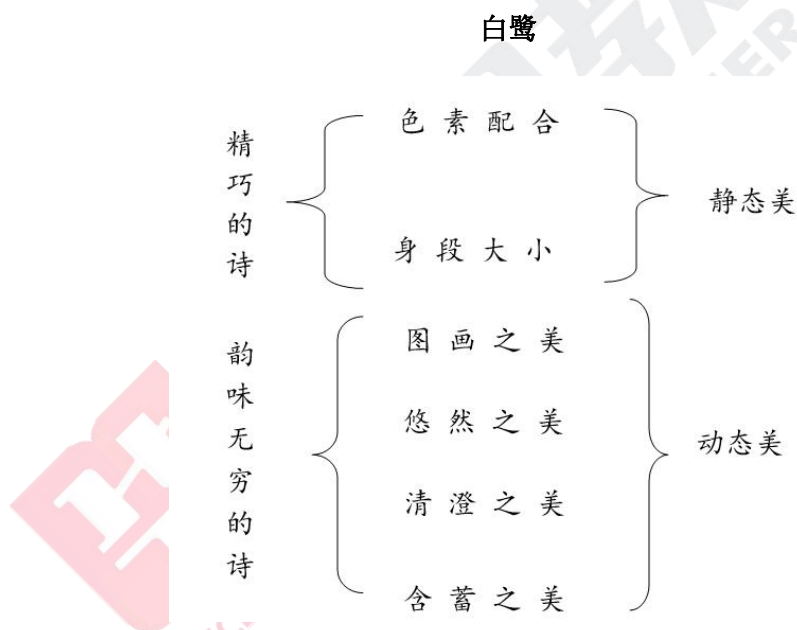 白鹭
精巧的诗
色素配合
身段大小
静态美
韵味无穷的诗
图画之美
悠然之美
清澄之美
含蓄之美
动态美